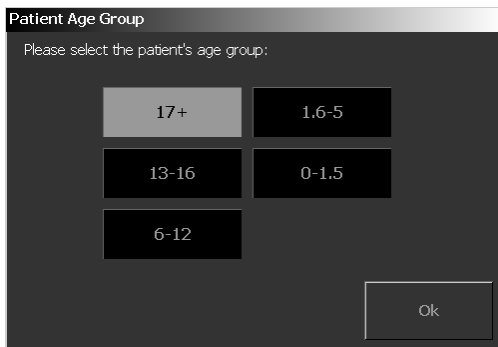 Patient Age Group
Please select the patient's age group:
17+
1.6-5
13-16
0-1.5
6-12
Ok